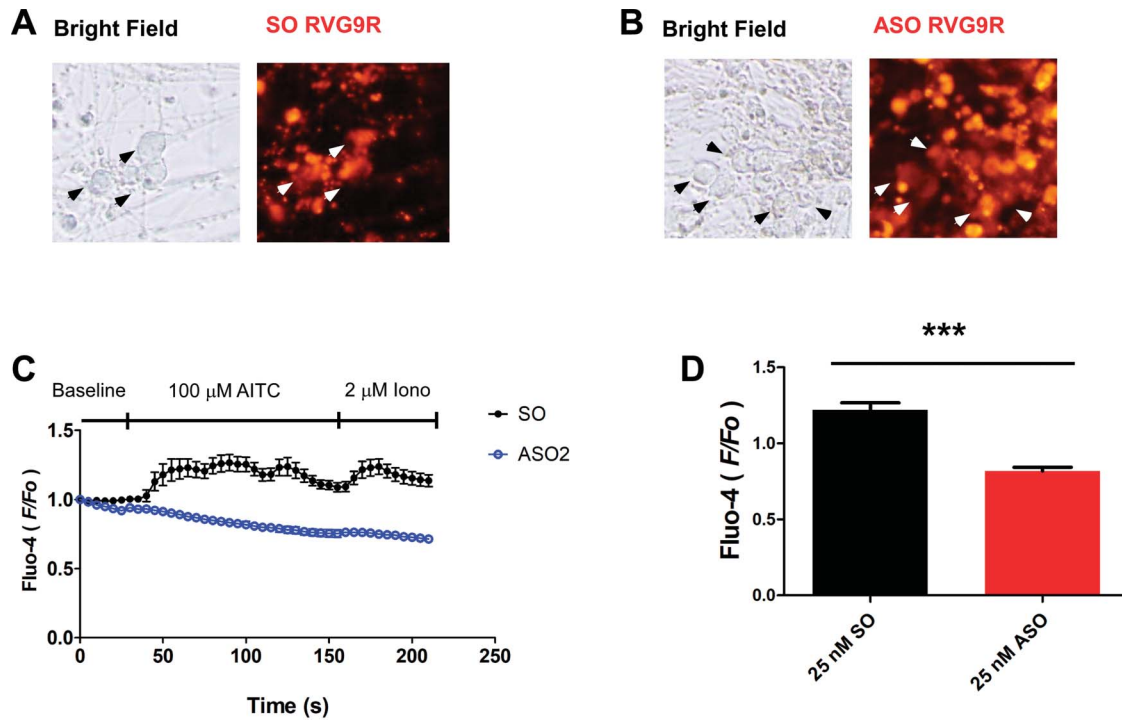 A
Bright Field
SO RVG9R
B
Bright Field
ASO RVG9R
C
Baseline
100 μM AITC
2 μM Iono
SO
ASO2
Fluo-4 ( F/Fo )
1.5
1.0
0.5
0.0
0
50
100
150
200
250
Time (s)
D
***
Fluo-4 ( F/Fo )
1.5
1.0
0.5
0.0
25 nM SO
25 nM ASO